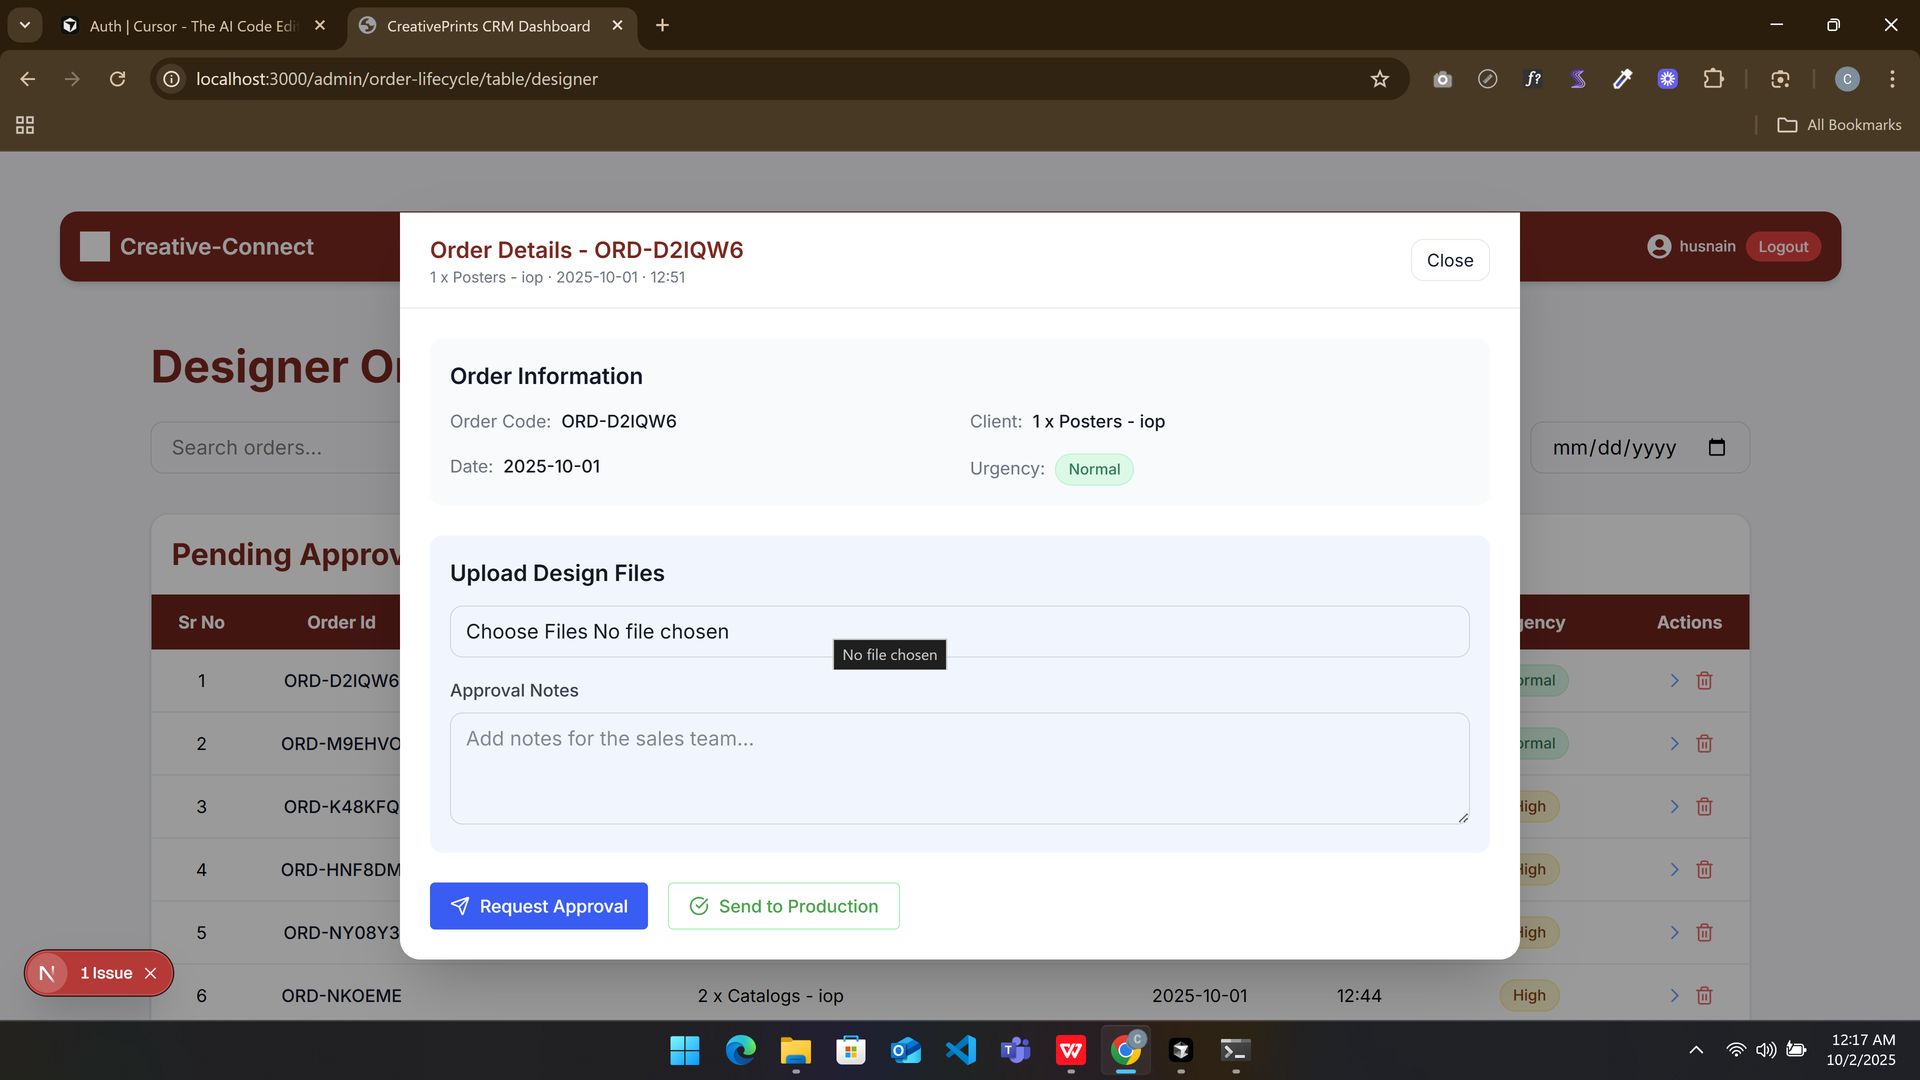 Auth | Cursor - The AI Code Edi
CreativePrints CRM Dashboard
localhost:3000/admin/order-lifecycle/table/designer
f?
C
All Bookmarks
Creative-Connect
husnain
Logout
Order Details - ORD-D2IQW6
1 x Posters - iop · 2025-10-01 · 12:51
Close
Designer Or
Search orders...
mm/dd/yyyy
Order Information
Order Code: ORD-D2IQW6
Client: 1 x Posters - iop
Date: 2025-10-01
Urgency: Normal
Pending Approv
Upload Design Files
Choose Files No file chosen
No file chosen
Approval Notes
Add notes for the sales team...
Request Approval
Send to Production
Sr No Order Id gency Actions
1 ORD-D2IQW6 ormal
2 ORD-M9EHVO ormal
3 ORD-K48KFQ High
4 ORD-HNF8DM High
5 ORD-NY08Y3 High
6 ORD-NKOEME 2 x Catalogs - iop 2025-10-01 12:44 High
N 1 Issue
C
12:17 AM
10/2/2025